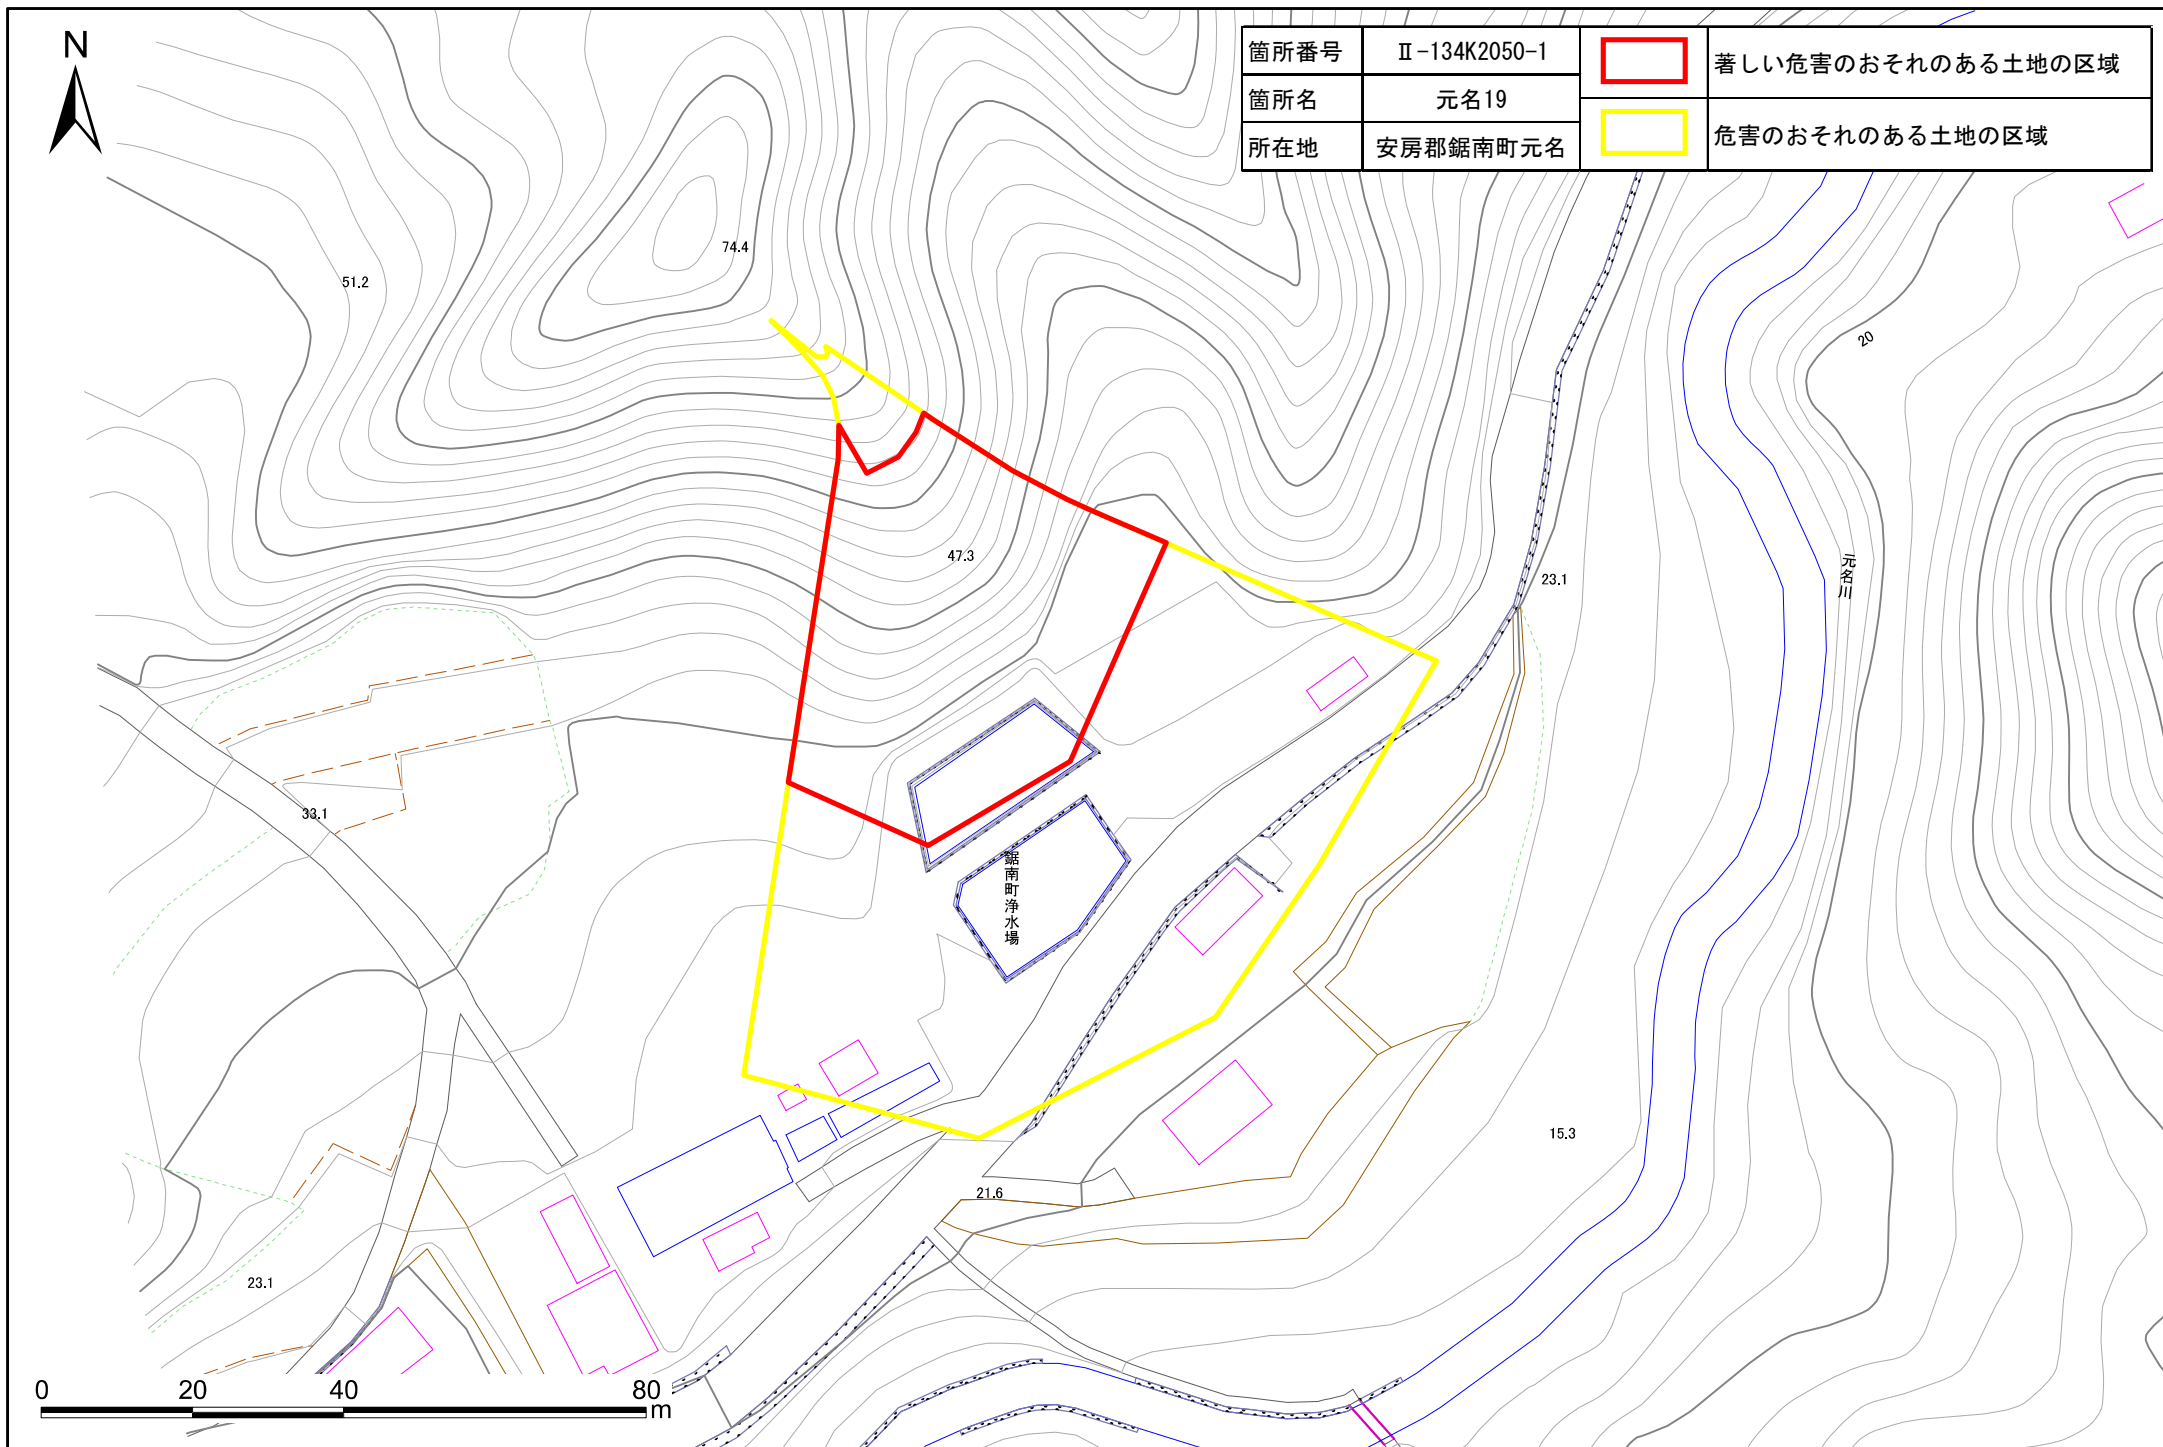 N
箇所番号 Ⅱ-134K2050-1 著しい危害のおそれのある土地の区域
箇所名 元名19
危害のおそれのある土地の区域
所在地 安房郡鋸南町元名
74.4
51.2
20
47.3
23.1
元名川
33.1
鋸南町浄水場
15.3
21.6
23.1
0 20 40 80
m